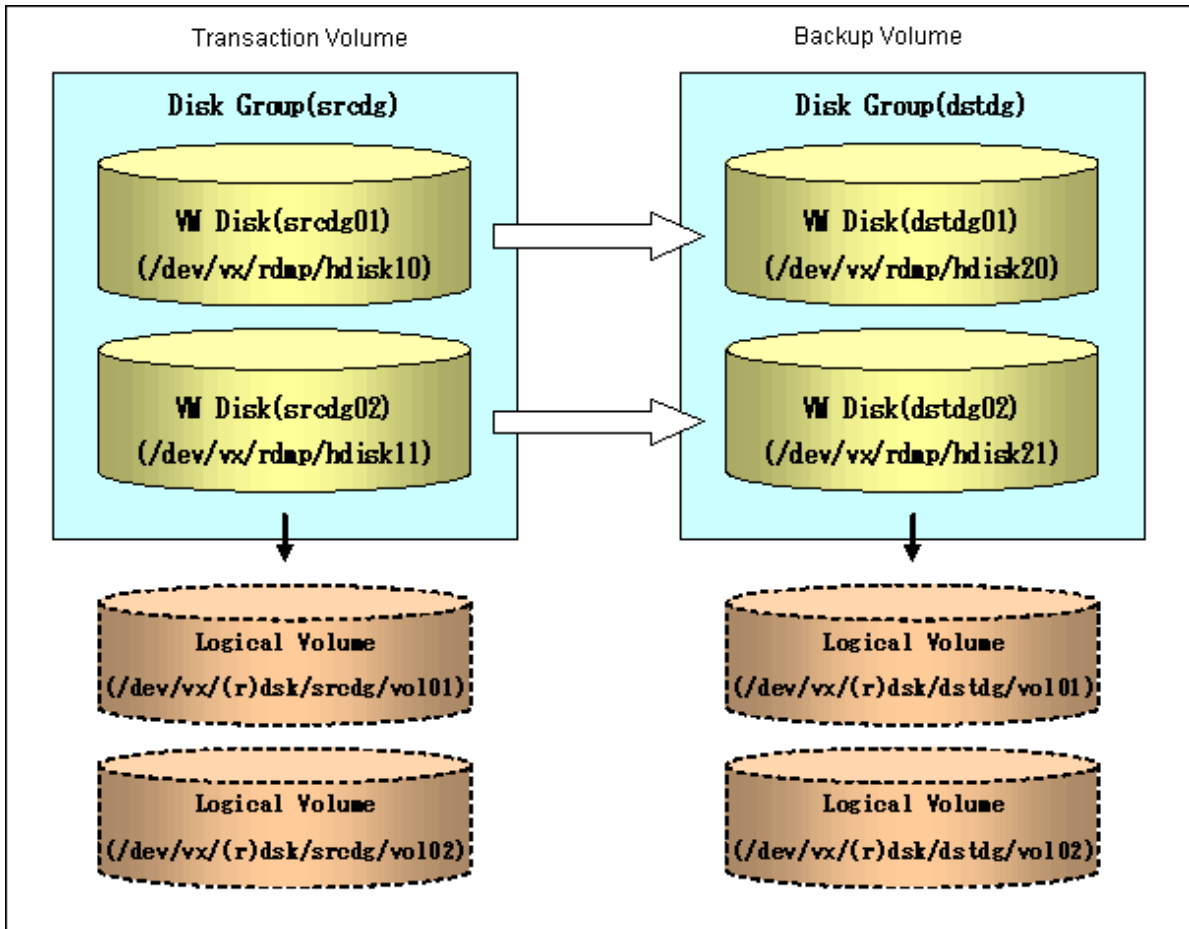 Transaction Volume
Backup Volume
Disk Group(srcdg)
VM Disk(srcdg01)
(/dev/vx/rdmp/hdisk10)
VM Disk(srcdg02)
(/dev/vx/rdmp/hdisk11)
Disk Group(dstdg)
VM Disk(dstdg01)
(/dev/vx/rdmp/hdisk20)
VM Disk(dstdg02)
(/dev/vx/rdmp/hdisk21)
Logical Volume
(/dev/vx/(r)dsk/srcdg/vol01)
Logical Volume
(/dev/vx/(r)dsk/srcdg/vol02)
Logical Volume
(/dev/vx/(r)dsk/dstdg/vol01)
Logical Volume
(/dev/vx/(r)dsk/dstdg/vol02)